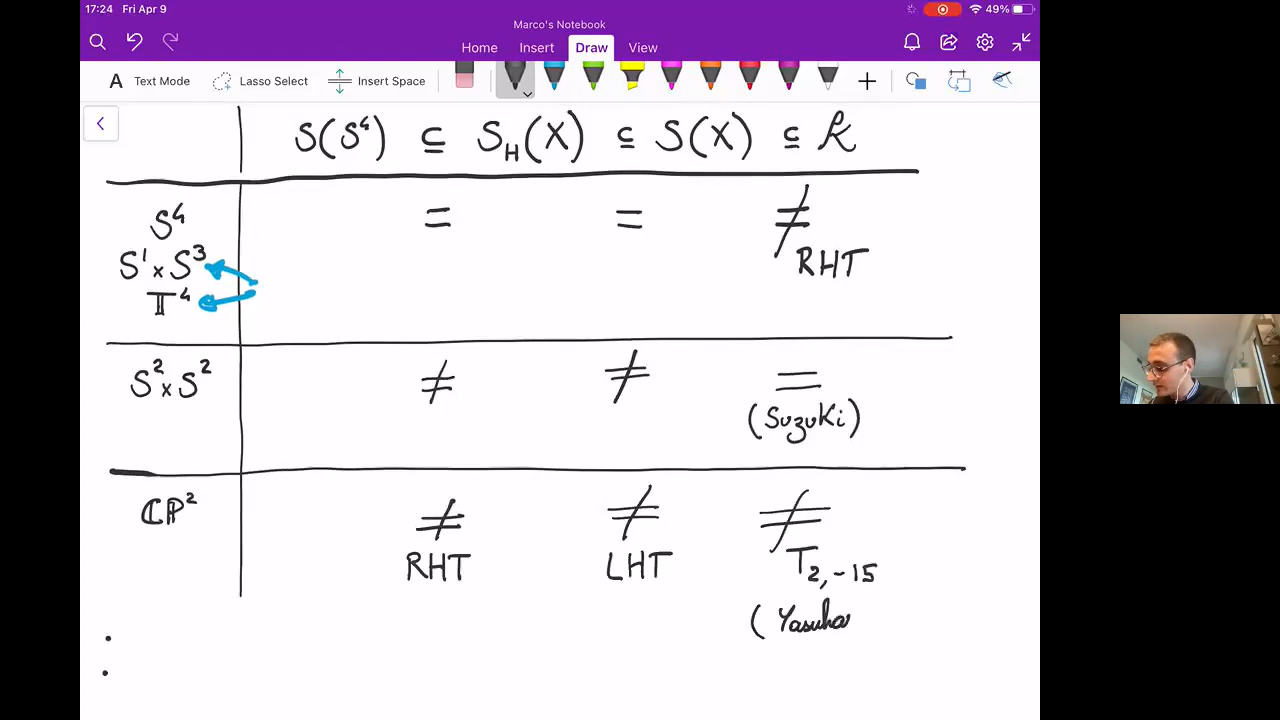 17:24 Fri Apr 9
49%
Marco's Notebook
Home Insert Draw View
A Text Mode Lasso Select Insert Space
S(S⁴) ⊆ S_H(X) ⊆ S(X) ⊆ K
S⁴ = = ≠
S¹ × S³ RHT
𝕋⁴
S² × S² ≠ ≠ =
(Suzuki)
ℂℙ² ≠ ≠ ≠
RHT LHT T₂,₋₁₅
(Yasuha